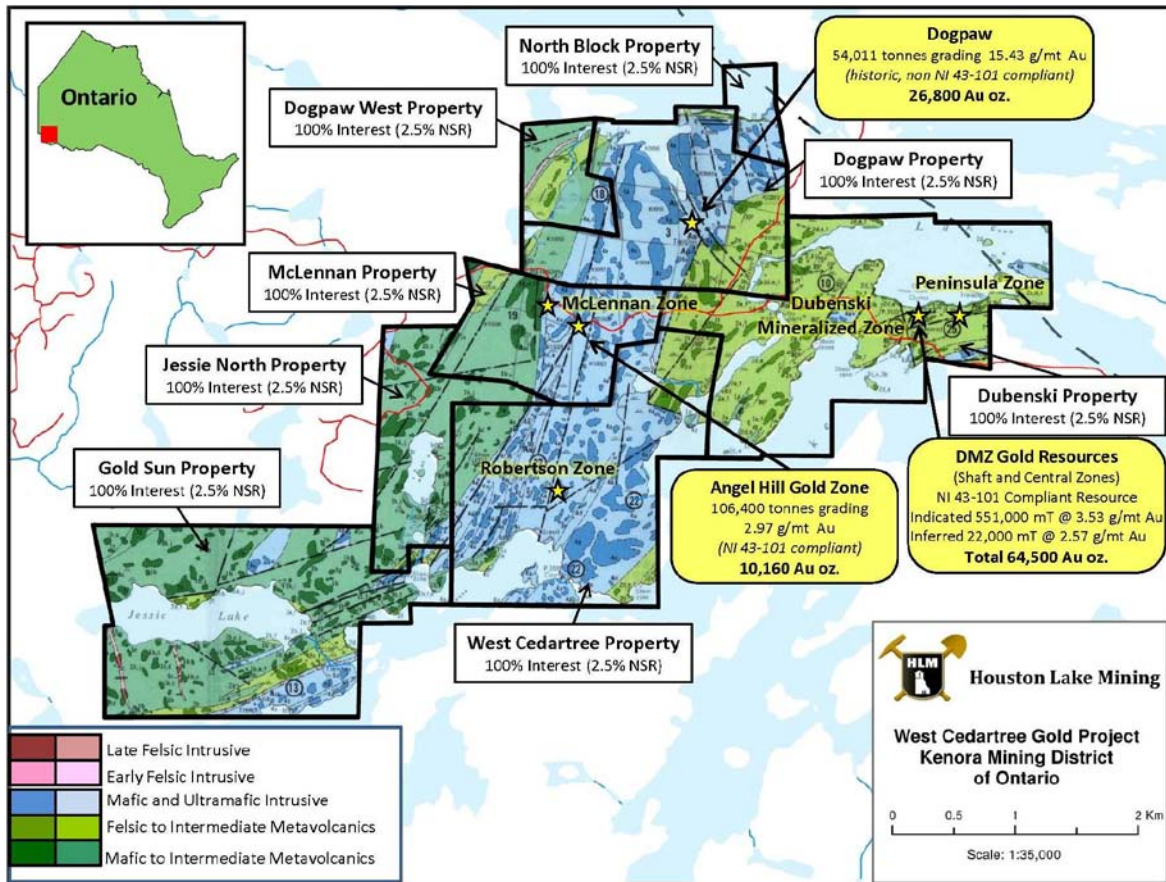 Ontario
North Block Property
100% Interest (2.5% NSR)
Dogpaw
54,011 tonnes grading 15.43 g/mt Au
(historic, non NI 43-101 compliant)
26,800 Au oz.
Dogpaw West Property
100% Interest (2.5% NSR)
Dogpaw Property
100% Interest (2.5% NSR)
18
3
McLennan Property
100% Interest (2.5% NSR)
19
McLennan Zone
Dubenski
Mineralized Zone
10
Peninsula Zone
Jessie North Property
100% Interest (2.5% NSR)
Dubenski Property
100% Interest (2.5% NSR)
Gold Sun Property
100% Interest (2.5% NSR)
Robertson Zone
22
22
Angel Hill Gold Zone
106,400 tonnes grading
2.97 g/mt Au
(NI 43-101 compliant)
10,160 Au oz.
DMZ Gold Resources
(Shaft and Central Zones)
NI 43-101 Compliant Resource
Indicated 551,000 mT @ 3.53 g/mt Au
Inferred 22,000 mT @ 2.57 g/mt Au
Total 64,500 Au oz.
Jessie Lake
13
West Cedartree Property
100% Interest (2.5% NSR)
HLM
Houston Lake Mining
West Cedartree Gold Project
Kenora Mining District
of Ontario
0 0.5 1 2 Km
Scale: 1:35,000
Late Felsic Intrusive
Early Felsic Intrusive
Mafic and Ultramafic Intrusive
Felsic to Intermediate Metavolcanics
Mafic to Intermediate Metavolcanics